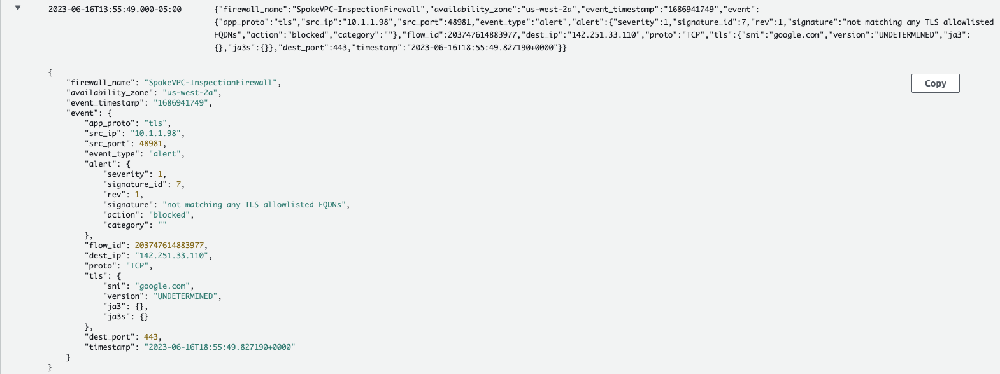 ▼ 2023-06-16T13:55:49.000-05:00 {"firewall_name":"SpokeVPC-InspectionFirewall","availability_zone":"us-west-2a","event_timestamp":"1686941749","event":
{"app_proto":"tls","src_ip":"10.1.1.98","src_port":48981,"event_type":"alert","alert":{"severity":1,"signature_id":7,"rev":1,"signature":"not matching any TLS allowlisted
FQDNs","action":"blocked","category":""},"flow_id":203747614883977,"dest_ip":"142.251.33.110","proto":"TCP","tls":{"sni":"google.com","version":"UNDETERMINED","ja3":
{},"ja3s":{}},"dest_port":443,"timestamp":"2023-06-16T18:55:49.827190+0000"}}
{
    "firewall_name": "SpokeVPC-InspectionFirewall",
Copy
    "availability_zone": "us-west-2a",
    "event_timestamp": "1686941749",
    "event": {
        "app_proto": "tls",
        "src_ip": "10.1.1.98",
        "src_port": 48981,
        "event_type": "alert",
        "alert": {
            "severity": 1,
            "signature_id": 7,
            "rev": 1,
            "signature": "not matching any TLS allowlisted FQDNs",
            "action": "blocked",
            "category": ""
        },
        "flow_id": 203747614883977,
        "dest_ip": "142.251.33.110",
        "proto": "TCP",
        "tls": {
            "sni": "google.com",
            "version": "UNDETERMINED",
            "ja3": {},
            "ja3s": {}
        },
        "dest_port": 443,
        "timestamp": "2023-06-16T18:55:49.827190+0000"
    }
}